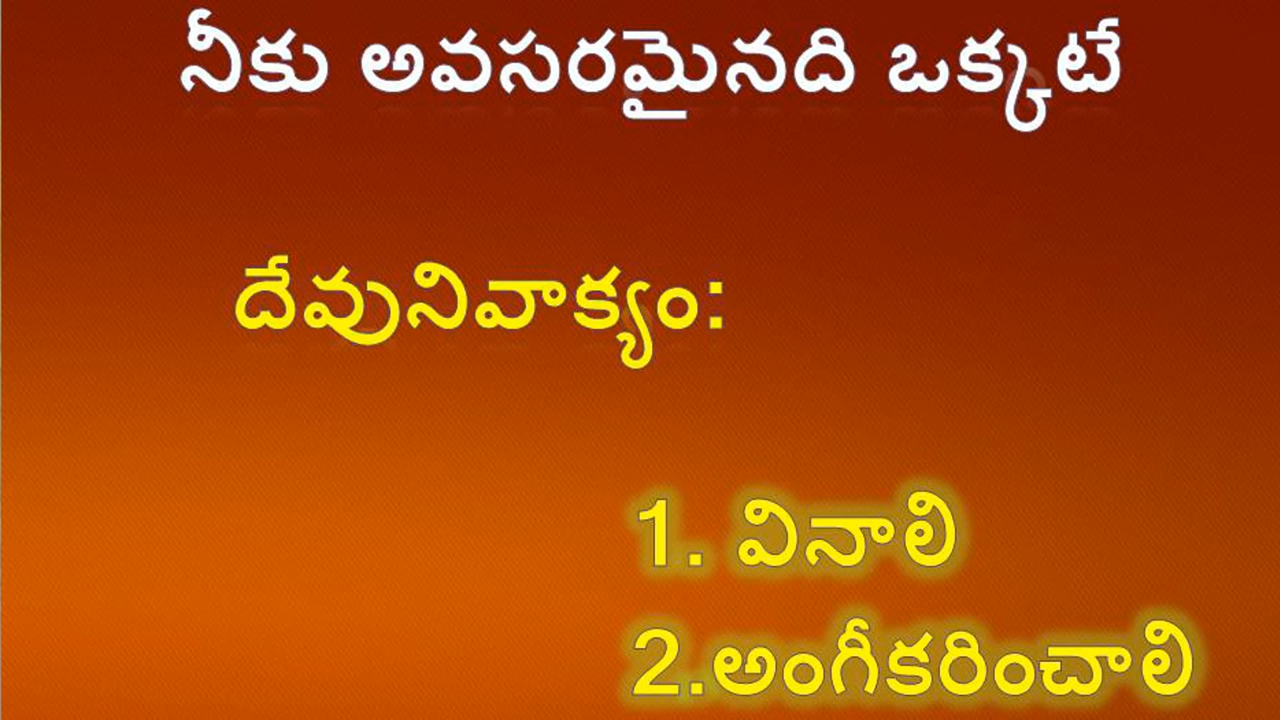 నీకు అవసరమైనది ఒక్కటే
దేవునివాక్యం:
1. వినాలి
2.అంగీకరించాలి